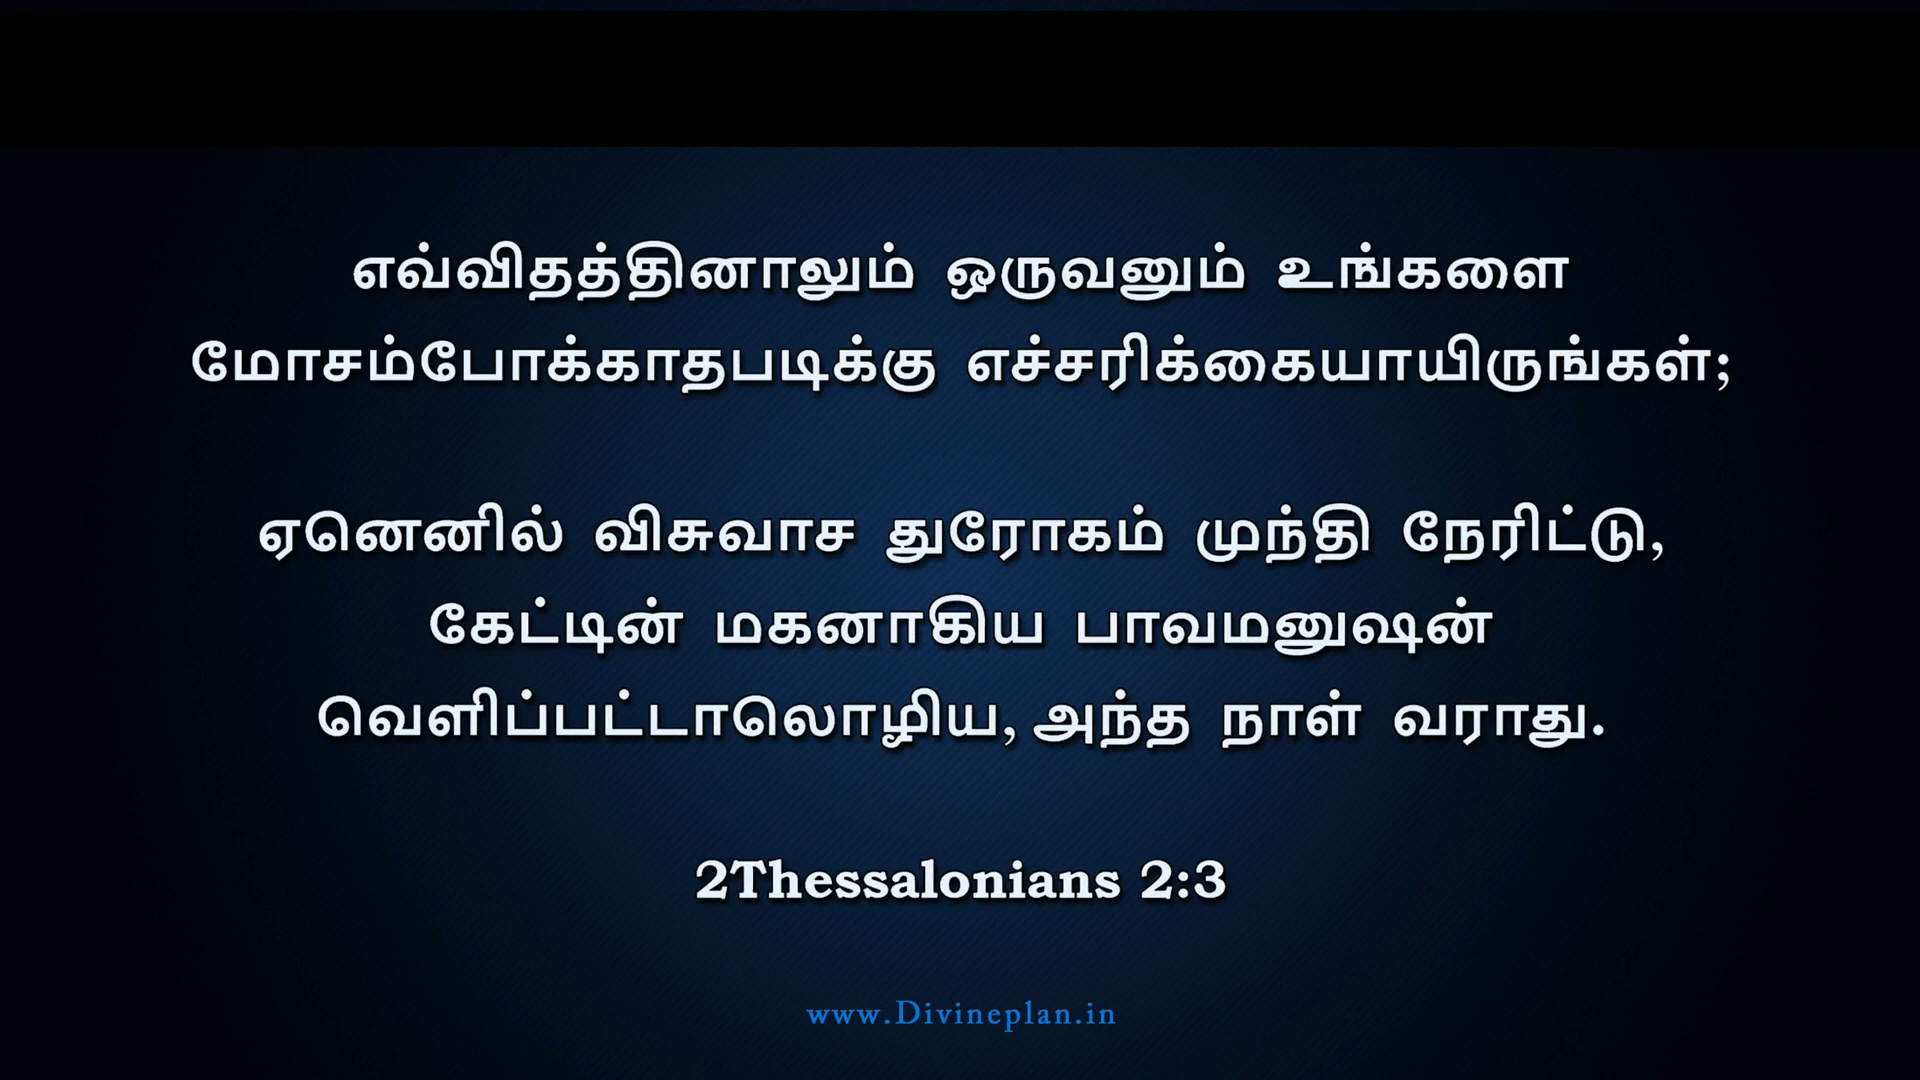 எவ்விதத்தினாலும் ஒருவனும் உங்களை
மோசம்போக்காதபடிக்கு எச்சரிக்கையாயிருங்கள்;
ஏனெனில் விசுவாச துரோகம் முந்தி நேரிட்டு,
கேட்டின் மகனாகிய பாவமனுஷன்
வெளிப்பட்டாலொழிய, அந்த நாள் வராது.
2Thessalonians 2:3
www.Divineplan.in